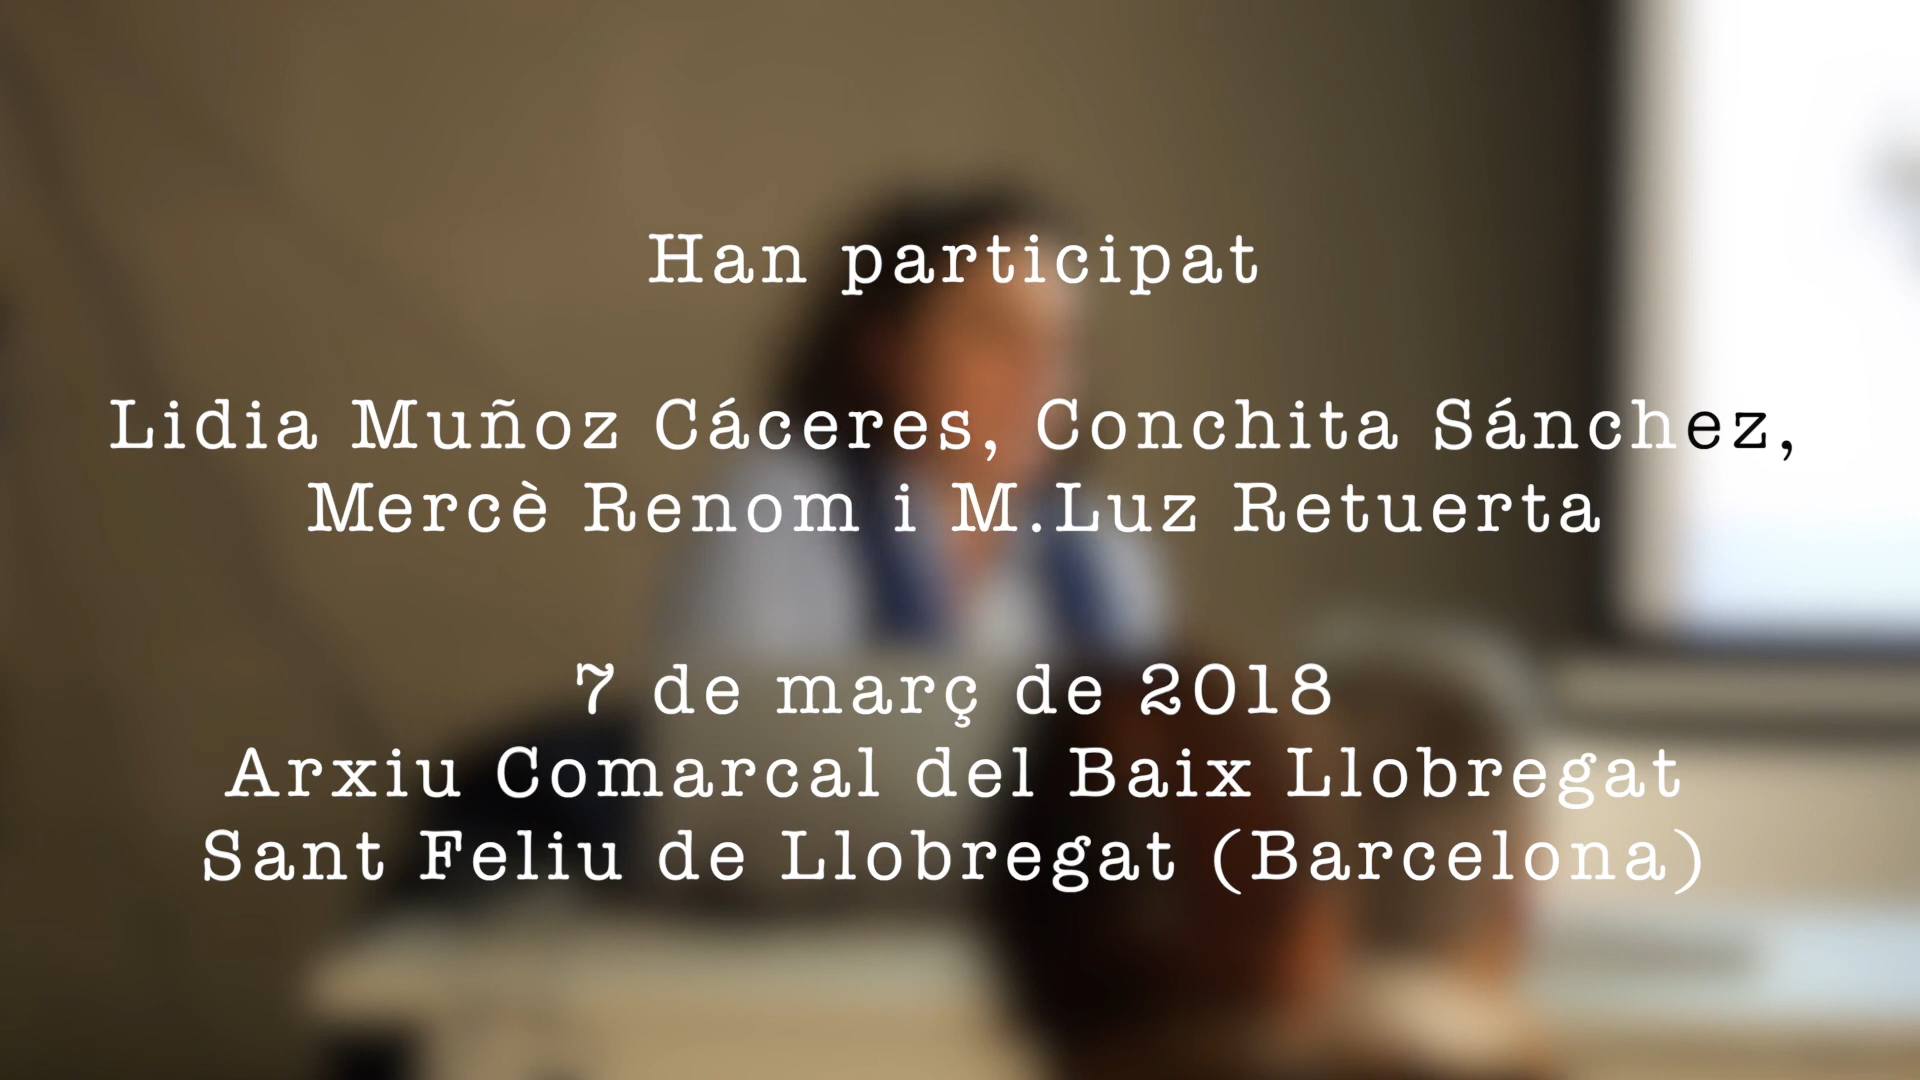 Han participat
Lidia Muñoz Cáceres, Conchita Sánchez,
Mercè Renom i M.Luz Retuerta
7 de març de 2018
Arxiu Comarcal del Baix Llobregat
Sant Feliu de Llobregat (Barcelona)